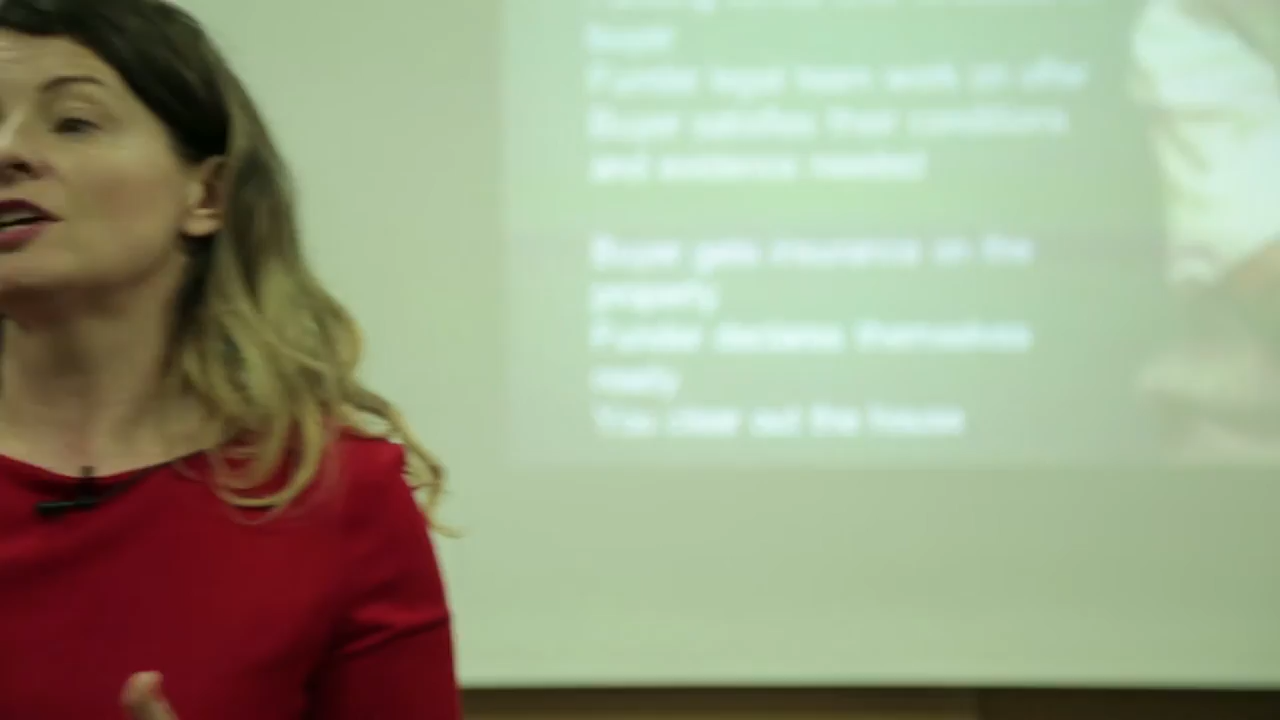 buyer
Funder legal team work on offer
Buyer satisfies their conditions
and evidence needed
Buyer gets insurance on the
property
Funder declares themselves
ready
You clear out the house